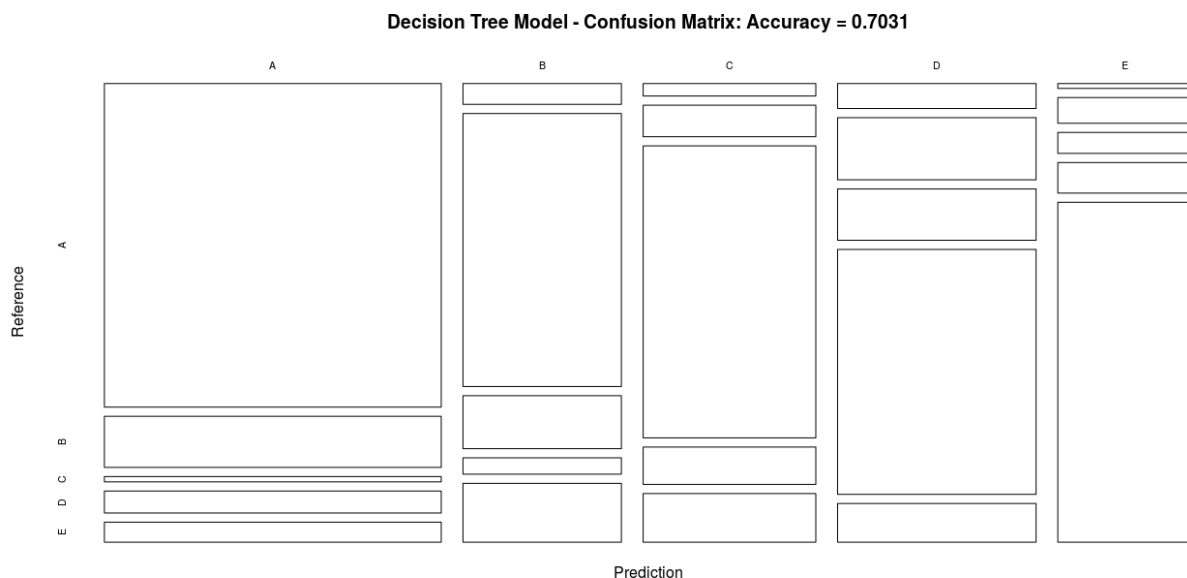 Decision Tree Model - Confusion Matrix: Accuracy = 0.7031
A B C D E
Reference
A
B
C
D
E
Prediction